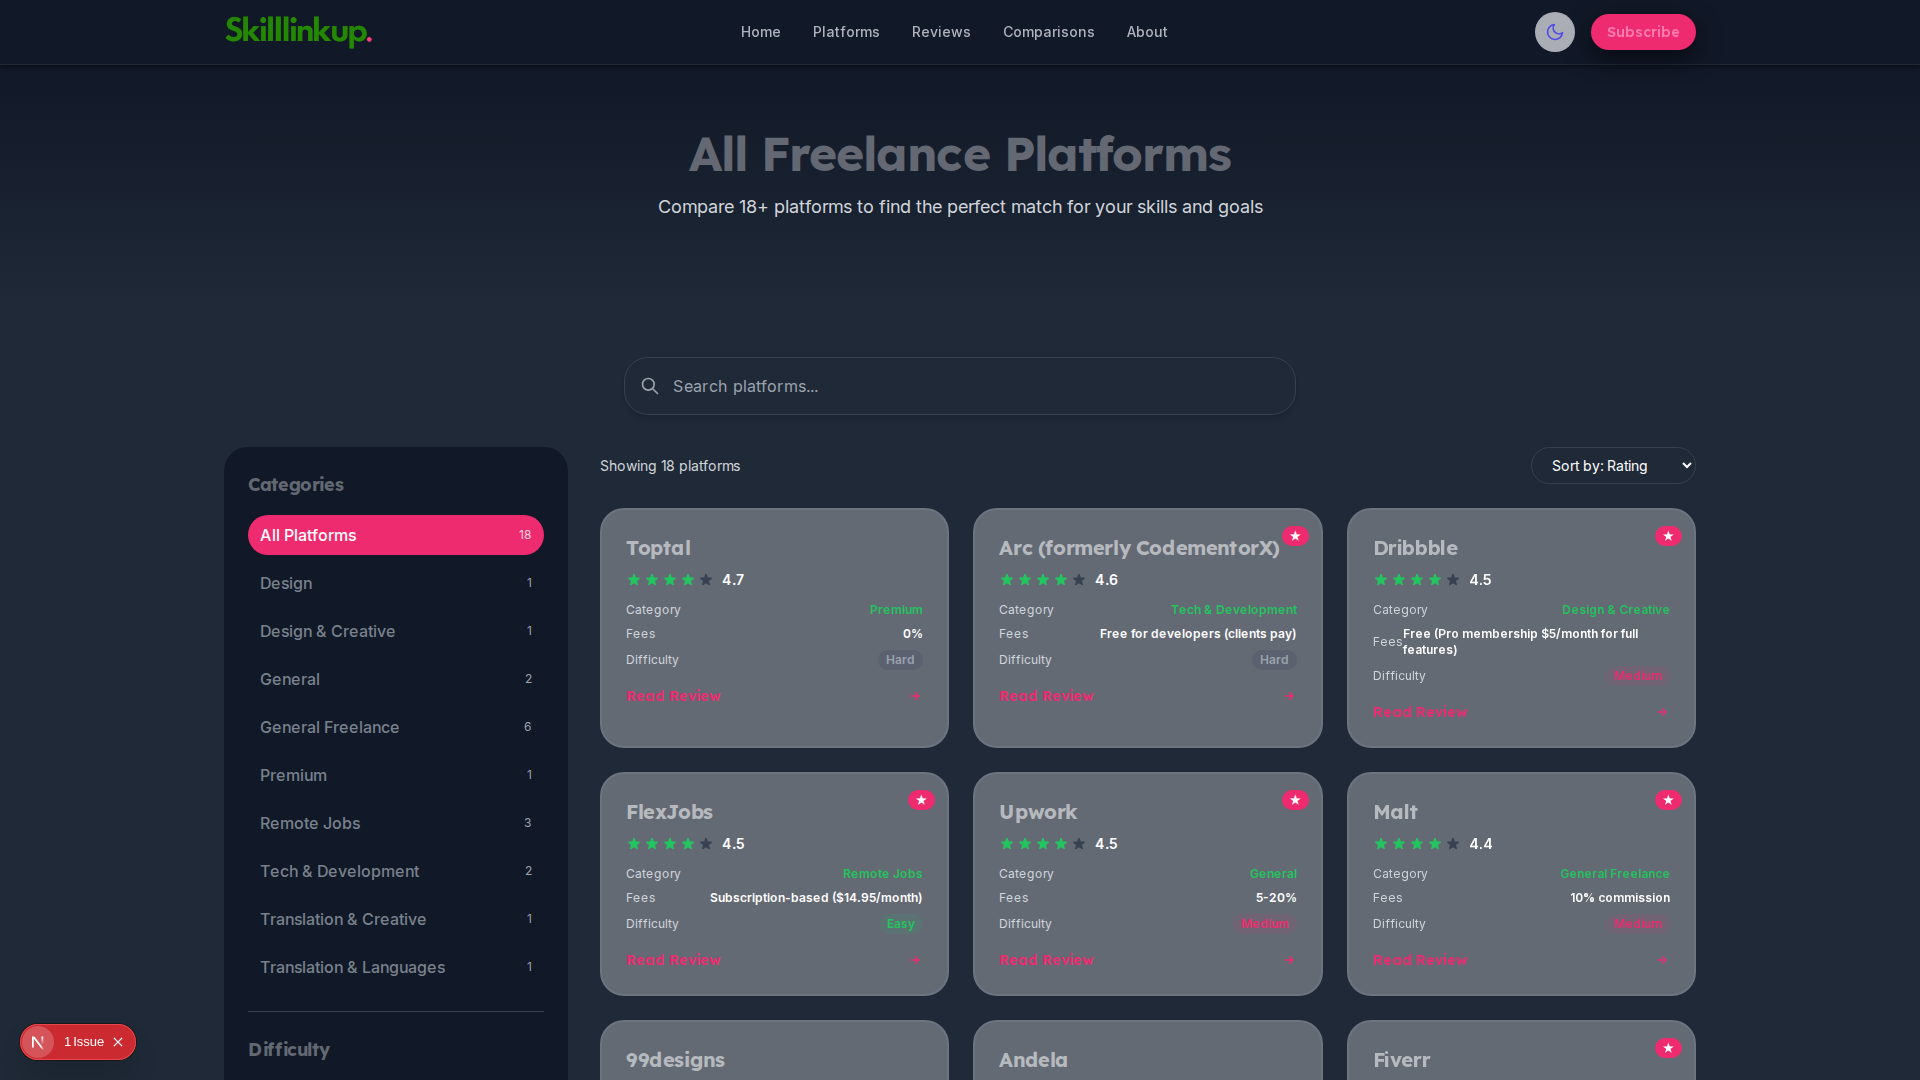 Skilllinkup.
Home
Platforms
Reviews
Comparisons
About
Subscribe
All Freelance Platforms
Compare 18+ platforms to find the perfect match for your skills and goals
Search platforms...
Categories
All Platforms 18
Design 1
Design & Creative 1
General 2
General Freelance 6
Premium 1
Remote Jobs 3
Tech & Development 2
Translation & Creative 1
Translation & Languages 1
Difficulty
Showing 18 platforms
Sort by: Rating
Toptal
4.7
Category Premium
Fees 0%
Difficulty Hard
Read Review →
Arc (formerly CodementorX)
4.6
Category Tech & Development
Fees Free for developers (clients pay)
Difficulty Hard
Read Review →
Dribbble
4.5
Category Design & Creative
Fees Free (Pro membership $5/month for full
features)
Difficulty Medium
Read Review →
FlexJobs
4.5
Category Remote Jobs
Fees Subscription-based ($14.95/month)
Difficulty Easy
Read Review →
Upwork
4.5
Category General
Fees 5-20%
Difficulty Medium
Read Review →
Malt
4.4
Category General Freelance
Fees 10% commission
Difficulty Medium
Read Review →
99designs
Andela
Fiverr
N 1 Issue